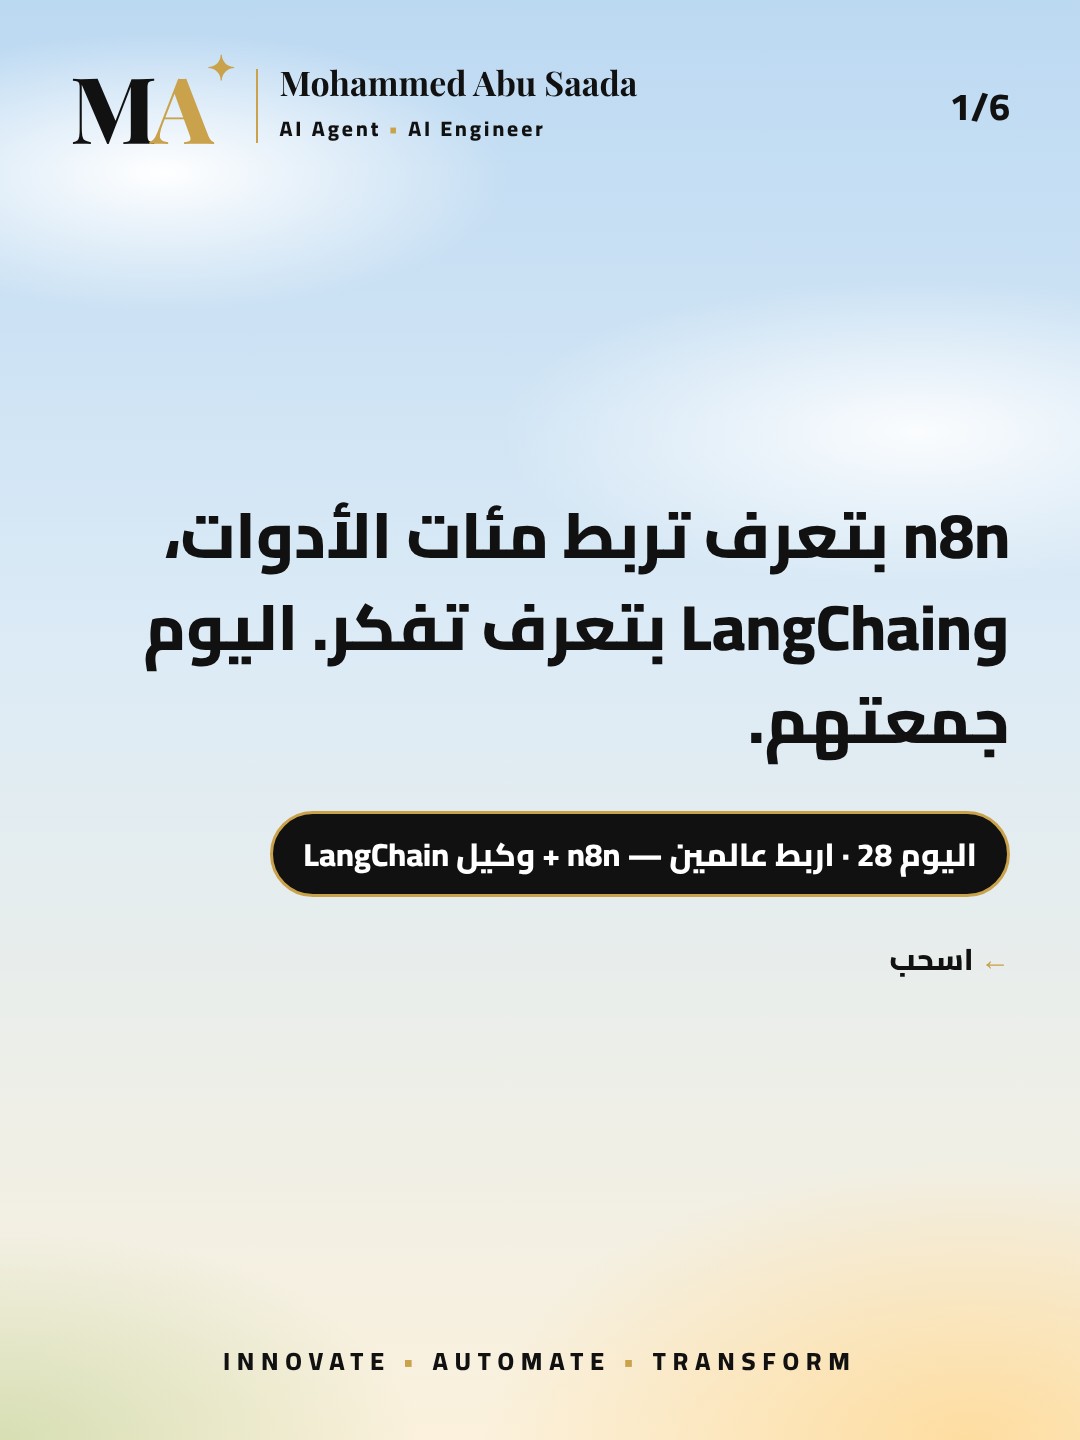 MA
Mohammed Abu Saada
AI Agent ▪ AI Engineer
1/6
n8n بتعرف تربط مئات الأدوات،
وLangChain بتعرف تفكر. اليوم
جمعتهم.
اليوم 28 · اربط عالمين — n8n + وكيل LangChain
← اسحب
INNOVATE ▪ AUTOMATE ▪ TRANSFORM